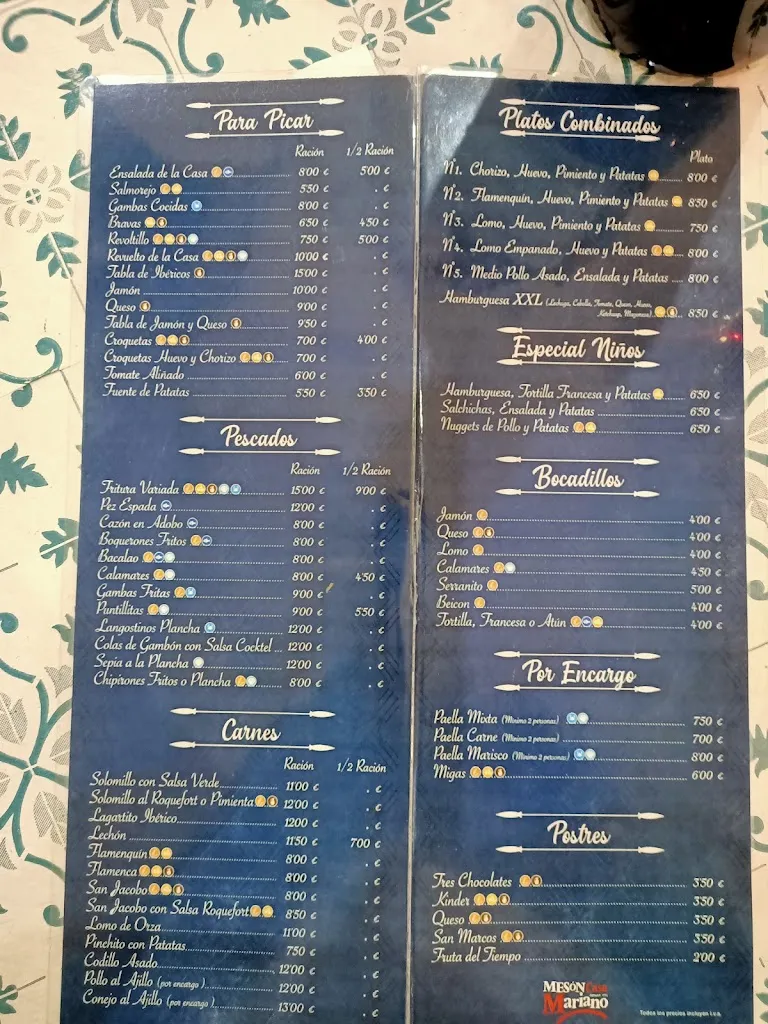 Para Picar
Ración 1/2 Ración
Ensalada de la Casa 8'00 € 5'00 €
Salmorejo 5'50 € . €
Gambas Cocidas 8'00 € . €
Bravas 6'50 € 4'50 €
Revoltillo 7'50 € 5'00 €
Revuelto de la Casa 10'00 € . €
Tabla de Ibéricos 15'00 € . €
Jamón 10'00 € . €
Queso 9'00 € . €
Tabla de Jamón y Queso 9'50 € . €
Croquetas 7'00 € 4'00 €
Croquetas Huevo y Chorizo 7'00 € . €
Tomate Aliñado 6'00 € . €
Fuente de Patatas 5'50 € 3'50 €
Pescados
Ración 1/2 Ración
Fritura Variada 15'00 € 9'00 €
Pez Espada 12'00 € . €
Cazón en Adobo 8'00 € . €
Boquerones Fritos 8'00 € . €
Bacalao 8'00 € . €
Calamares 8'00 € 4'50 €
Gambas Fritas 9'00 € . €
Puntillitas 9'00 € 5'50 €
Langostinos Plancha 12'00 € . €
Colas de Gambón con Salsa Cocktel 12'00 € . €
Sepia a la Plancha 12'00 € . €
Chipirones Fritos o Plancha 8'00 € . €
Carnes
Ración 1/2 Ración
Solomillo con Salsa Verde 11'00 € . €
Solomillo al Roquefort o Pimienta 12'00 € . €
Lagartito Ibérico 12'00 € . €
Lechón 11'50 € 7'00 €
Flamenquín 8'00 € . €
Flamenca 8'00 € . €
San Jacobo 8'00 € . €
San Jacobo con Salsa Roquefort 8'50 € . €
Lomo de Orza 11'00 € . €
Pinchito con Patatas 7'50 € . €
Codillo Asado 12'00 € . €
Pollo al Ajillo (por encargo) 12'00 € . €
Conejo al Ajillo (por encargo) 13'00 € . €
Platos Combinados
Plato
Nº1. Chorizo, Huevo, Pimiento y Patatas 8'00 €
Nº2. Flamenquín, Huevo, Pimiento y Patatas 8'50 €
Nº3. Lomo, Huevo, Pimiento y Patatas 7'50 €
Nº4. Lomo Empanado, Huevo y Patatas 8'00 €
Nº5. Medio Pollo Asado, Ensalada y Patatas 8'00 €
Hamburguesa XXL (Lechuga, Cebolla, Tomate, Queso, Huevo,
Ketchup, Mayonesa) 8'50 €
Especial Niños
Hamburguesa, Tortilla Francesa y Patatas 6'50 €
Salchichas, Ensalada y Patatas 6'50 €
Nuggets de Pollo y Patatas 6'50 €
Bocadillos
Jamón 4'00 €
Queso 4'00 €
Lomo 4'00 €
Calamares 4'50 €
Serranito 5'00 €
Beicon 4'00 €
Tortilla, Francesa o Atún 4'00 €
Por Encargo
Paella Mixta (Mínimo 2 personas) 7'50 €
Paella Carne (Mínimo 2 personas) 7'00 €
Paella Marisco (Mínimo 2 personas) 8'00 €
Migas 6'00 €
Postres
Tres Chocolates 3'50 €
Kinder 3'50 €
Queso 3'50 €
San Marcos 3'50 €
Fruta del Tiempo 2'00 €
MESÓN Casa
Mariano
Todos los precios incluyen i.v.a.